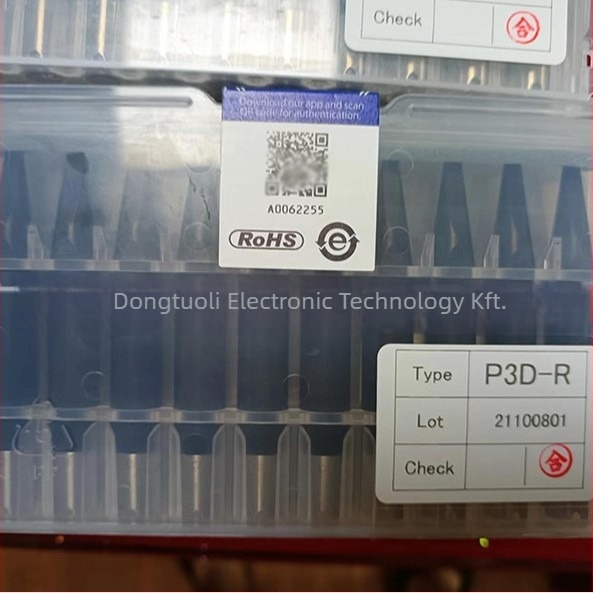 Check
合
Download our app and scan
QR code for authentication.
A0062255
RoHS
e
Dongtuoli Electronic Technology Kft.
Type P3D-R
Lot 21100801
Check 合